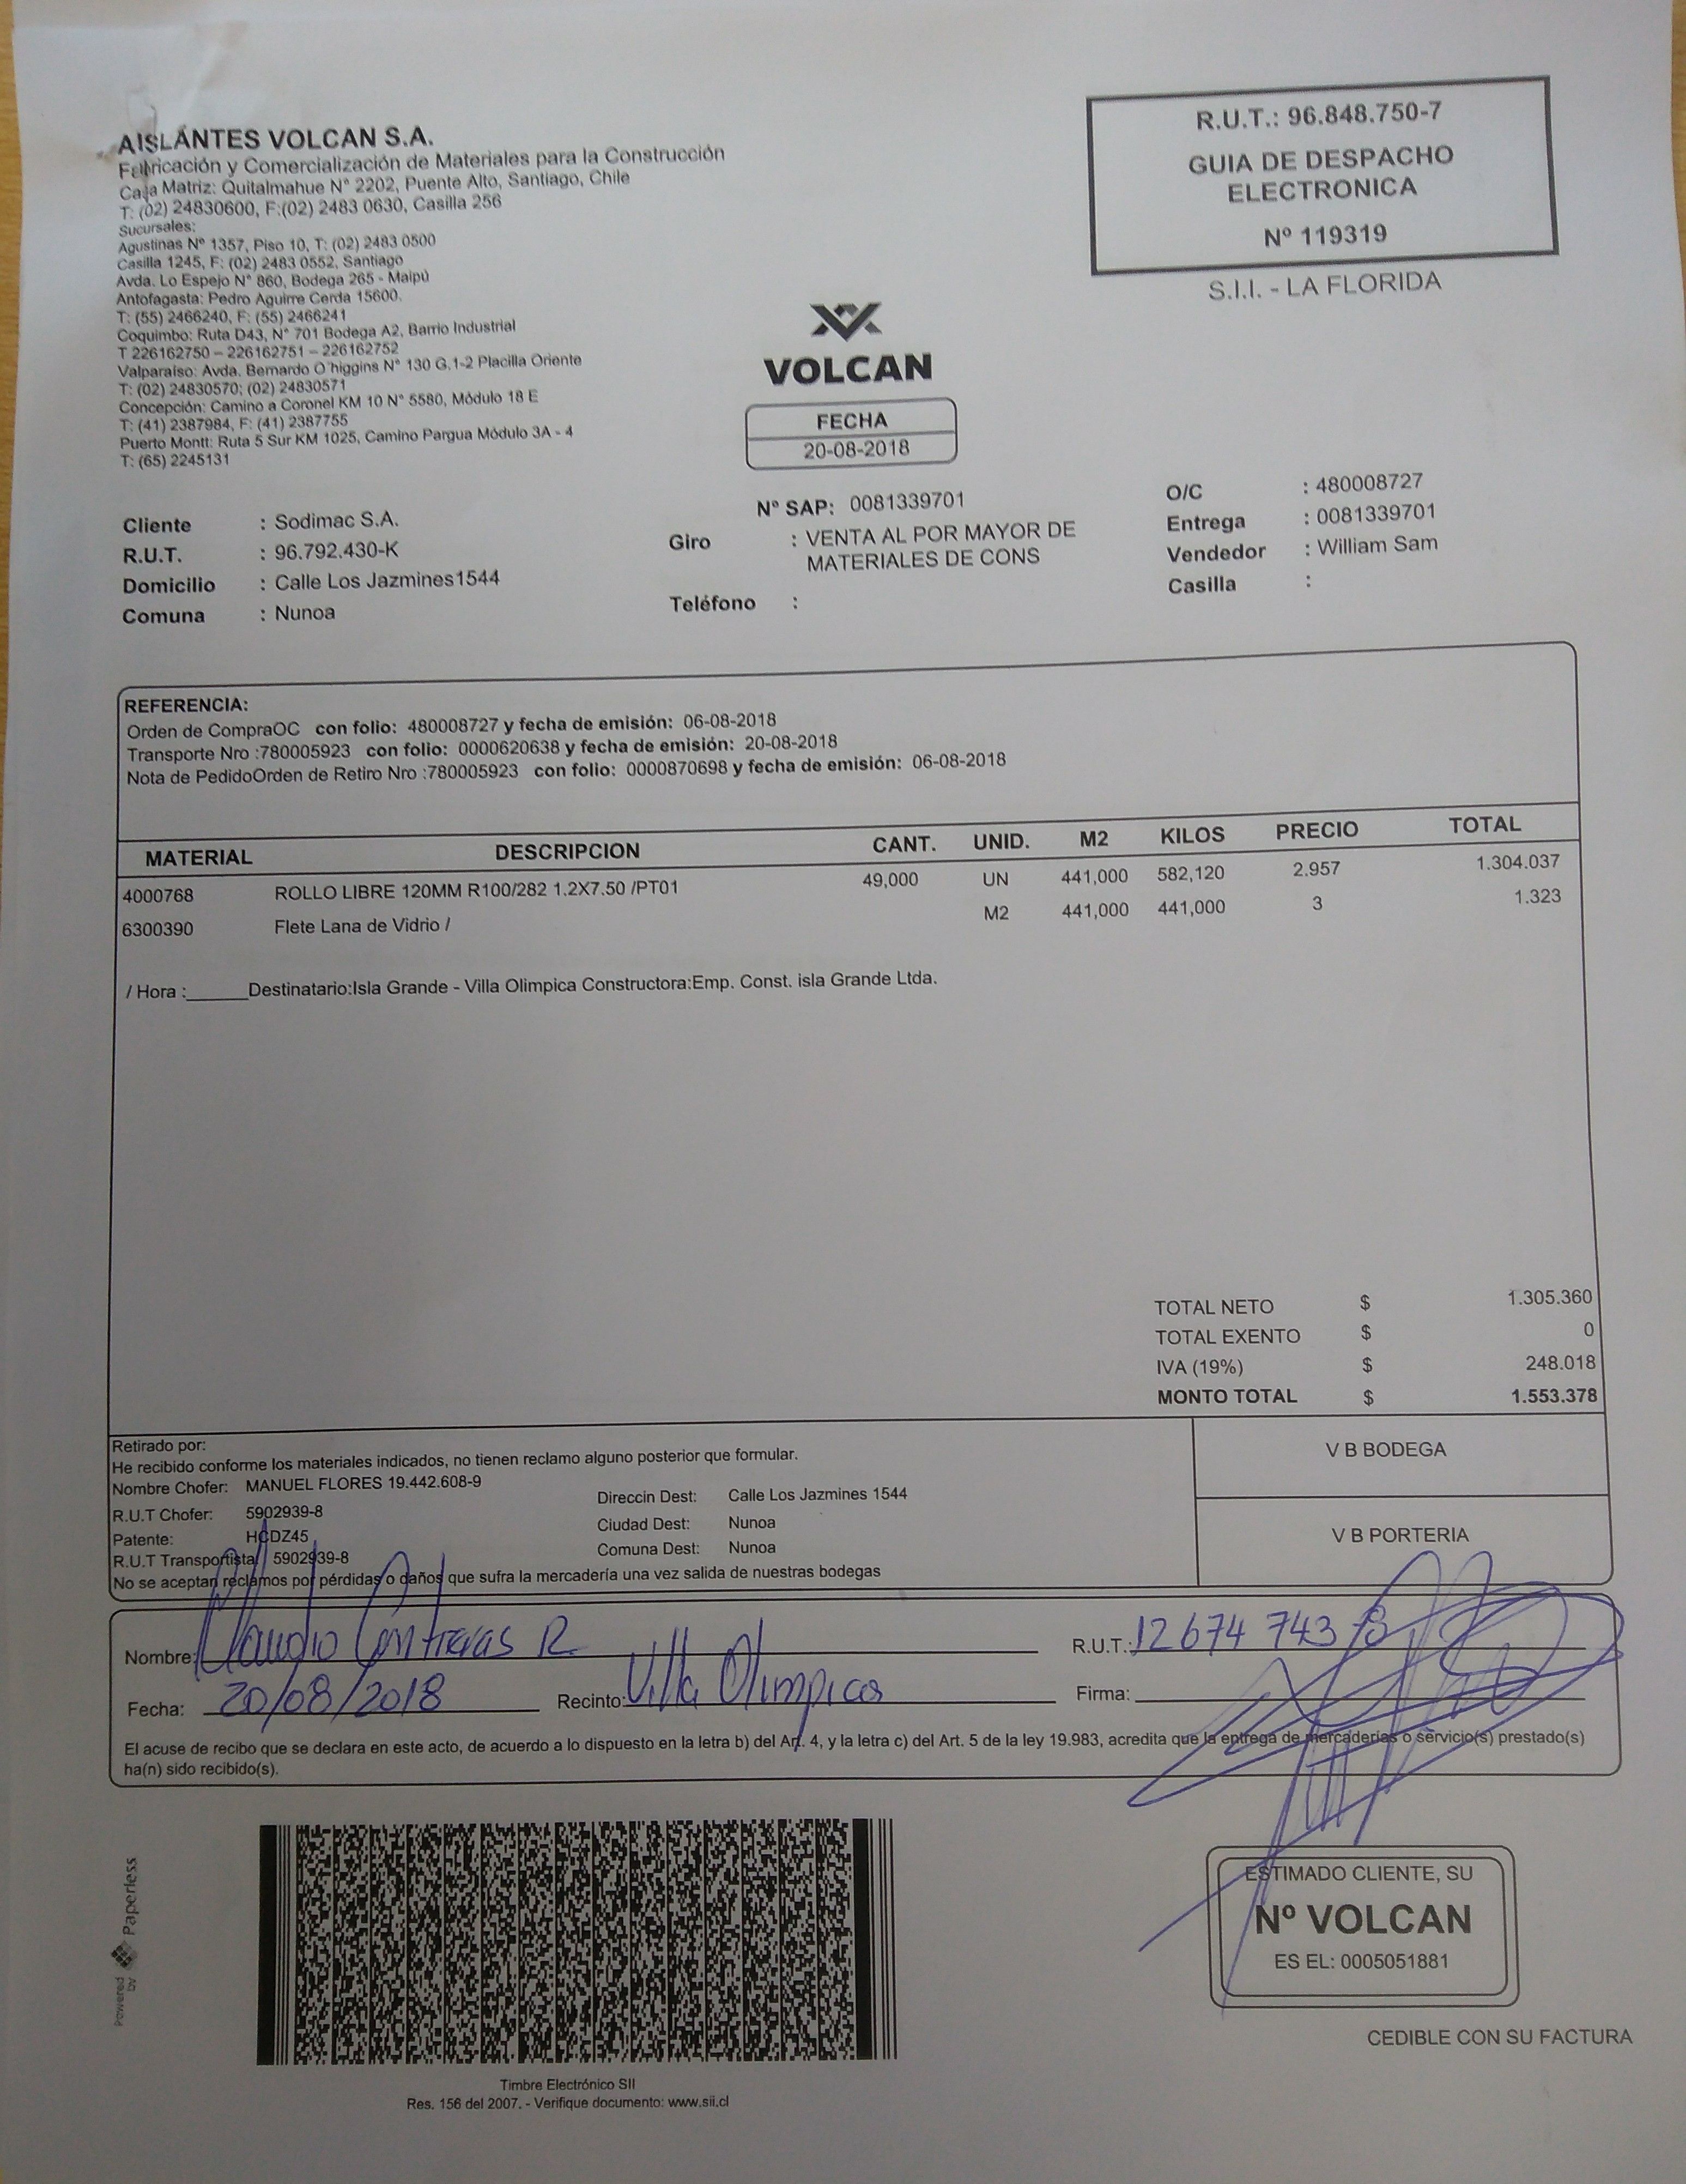 AISLANTES VOLCAN S.A.
Fabricación y Comercialización de Materiales para la Construcción
Caja Matriz: Quitalmahue N° 2202, Puente Alto, Santiago, Chile
T: (02) 24830600, F:(02) 2483 0630, Casilla 256
Sucursales:
Agustinas Nº 1357, Piso 10, T: (02) 2483 0500
Casilla 1245, F: (02) 2483 0552, Santiago
Avda. Lo Espejo N° 860, Bodega 265 - Maipú
Antofagasta: Pedro Aguirre Cerda 15600.
T: (55) 2466240, F: (55) 2466241
Coquimbo: Ruta D43, N° 701 Bodega A2, Barrio Industrial
T 226162750 – 226162751 – 226162752
Valparaíso: Avda. Bernardo O´higgins N° 130 G.1-2 Placilla Oriente
T: (02) 24830570; (02) 24830571
Concepción: Camino a Coronel KM 10 N° 5580, Módulo 18 E
T: (41) 2387984, F: (41) 2387755
Puerto Montt: Ruta 5 Sur KM 1025, Camino Pargua Módulo 3A - 4
T: (65) 2245131
R.U.T.: 96.848.750-7
GUIA DE DESPACHO
ELECTRONICA
Nº 119319
S.I.I. - LA FLORIDA
VOLCAN
FECHA
20-08-2018
Nº SAP: 0081339701
Cliente : Sodimac S.A.
R.U.T. : 96.792.430-K
Domicilio : Calle Los Jazmines1544
Comuna : Nunoa
Giro : VENTA AL POR MAYOR DE
MATERIALES DE CONS
Teléfono :
O/C : 480008727
Entrega : 0081339701
Vendedor : William Sam
Casilla :
REFERENCIA:
Orden de CompraOC con folio: 480008727 y fecha de emisión: 06-08-2018
Transporte Nro :780005923 con folio: 0000620638 y fecha de emisión: 20-08-2018
Nota de PedidoOrden de Retiro Nro :780005923 con folio: 0000870698 y fecha de emisión: 06-08-2018
MATERIAL DESCRIPCION CANT. UNID. M2 KILOS PRECIO TOTAL
4000768 ROLLO LIBRE 120MM R100/282 1.2X7.50 /PT01 49,000 UN 441,000 582,120 2.957 1.304.037
6300390 Flete Lana de Vidrio / M2 441,000 441,000 3 1.323
/ Hora :______Destinatario:Isla Grande - Villa Olimpica Constructora:Emp. Const. isla Grande Ltda.
TOTAL NETO $ 1.305.360
TOTAL EXENTO $ 0
IVA (19%) $ 248.018
MONTO TOTAL $ 1.553.378
Retirado por:
He recibido conforme los materiales indicados, no tienen reclamo alguno posterior que formular.
Nombre Chofer: MANUEL FLORES 19.442.608-9
R.U.T Chofer: 5902939-8
Patente: HCDZ45
R.U.T Transportista 5902939-8
Direccin Dest: Calle Los Jazmines 1544
Ciudad Dest: Nunoa
Comuna Dest: Nunoa
No se aceptan reclamos por pérdidas o daños que sufra la mercadería una vez salida de nuestras bodegas
V B BODEGA
V B PORTERIA
Nombre: Claudio Contreras R R.U.T.: 12 674 743
Fecha: 20/08/2018 Recinto: Villa Olimpica Firma:
El acuse de recibo que se declara en este acto, de acuerdo a lo dispuesto en la letra b) del Art. 4, y la letra c) del Art. 5 de la ley 19.983, acredita que la entrega de mercaderias o servicio(s) prestado(s)
ha(n) sido recibido(s).
Powered by Paperless
Timbre Electrónico SII
Res. 156 del 2007. - Verifique documento: www.sii.cl
ESTIMADO CLIENTE, SU
Nº VOLCAN
ES EL: 0005051881
CEDIBLE CON SU FACTURA